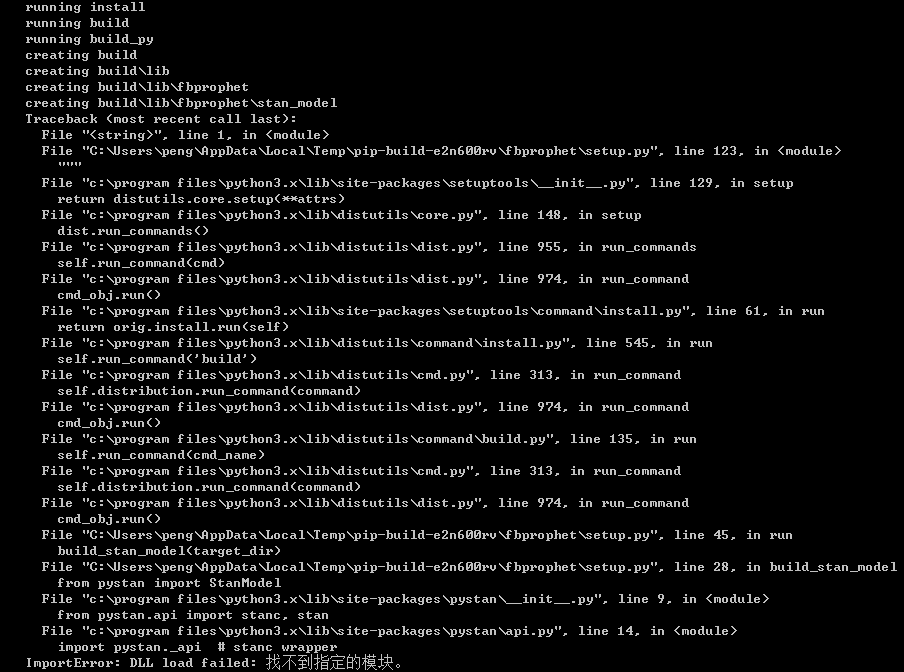 running install
running build
running build_py
creating build
creating build\lib
creating build\lib\fbprophet
creating build\lib\fbprophet\stan_model
Traceback (most recent call last):
File "<string>", line 1, in <module>
File "C:\Users\peng\AppData\Local\Temp\pip-build-e2n600rv\fbprophet\setup.py", line 123, in <module>
"""
File "c:\program files\python3.x\lib\site-packages\setuptools\__init__.py", line 129, in setup
return distutils.core.setup(**attrs)
File "c:\program files\python3.x\lib\distutils\core.py", line 148, in setup
dist.run_commands()
File "c:\program files\python3.x\lib\distutils\dist.py", line 955, in run_commands
self.run_command(cmd)
File "c:\program files\python3.x\lib\distutils\dist.py", line 974, in run_command
cmd_obj.run()
File "c:\program files\python3.x\lib\site-packages\setuptools\command\install.py", line 61, in run
return orig.install.run(self)
File "c:\program files\python3.x\lib\distutils\command\install.py", line 545, in run
self.run_command('build')
File "c:\program files\python3.x\lib\distutils\cmd.py", line 313, in run_command
self.distribution.run_command(command)
File "c:\program files\python3.x\lib\distutils\dist.py", line 974, in run_command
cmd_obj.run()
File "c:\program files\python3.x\lib\distutils\command\build.py", line 135, in run
self.run_command(cmd_name)
File "c:\program files\python3.x\lib\distutils\cmd.py", line 313, in run_command
self.distribution.run_command(command)
File "c:\program files\python3.x\lib\distutils\dist.py", line 974, in run_command
cmd_obj.run()
File "C:\Users\peng\AppData\Local\Temp\pip-build-e2n600rv\fbprophet\setup.py", line 45, in run
build_stan_model(target_dir)
File "C:\Users\peng\AppData\Local\Temp\pip-build-e2n600rv\fbprophet\setup.py", line 28, in build_stan_model
from pystan import StanModel
File "c:\program files\python3.x\lib\site-packages\pystan\__init__.py", line 9, in <module>
from pystan.api import stanc, stan
File "c:\program files\python3.x\lib\site-packages\pystan\api.py", line 14, in <module>
import pystan._api  # stanc wrapper
ImportError: DLL load failed: 找不到指定的模块。